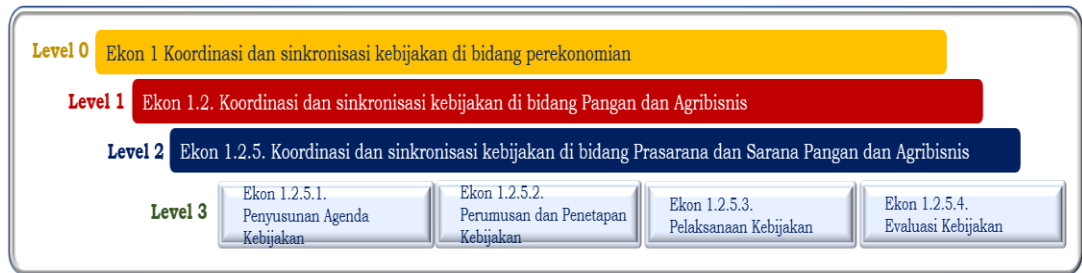 Level 0 Ekon 1 Koordinasi dan sinkronisasi kebijakan di bidang perekonomian
Level 1 Ekon 1.2. Koordinasi dan sinkronisasi kebijakan di bidang Pangan dan Agribisnis
Level 2 Ekon 1.2.5. Koordinasi dan sinkronisasi kebijakan di bidang Prasarana dan Sarana Pangan dan Agribisnis
Level 3
Ekon 1.2.5.1.
Penyusunan Agenda
Kebijakan
Ekon 1.2.5.2.
Perumusan dan Penetapan
Kebijakan
Ekon 1.2.5.3.
Pelaksanaan Kebijakan
Ekon 1.2.5.4.
Evaluasi Kebijakan